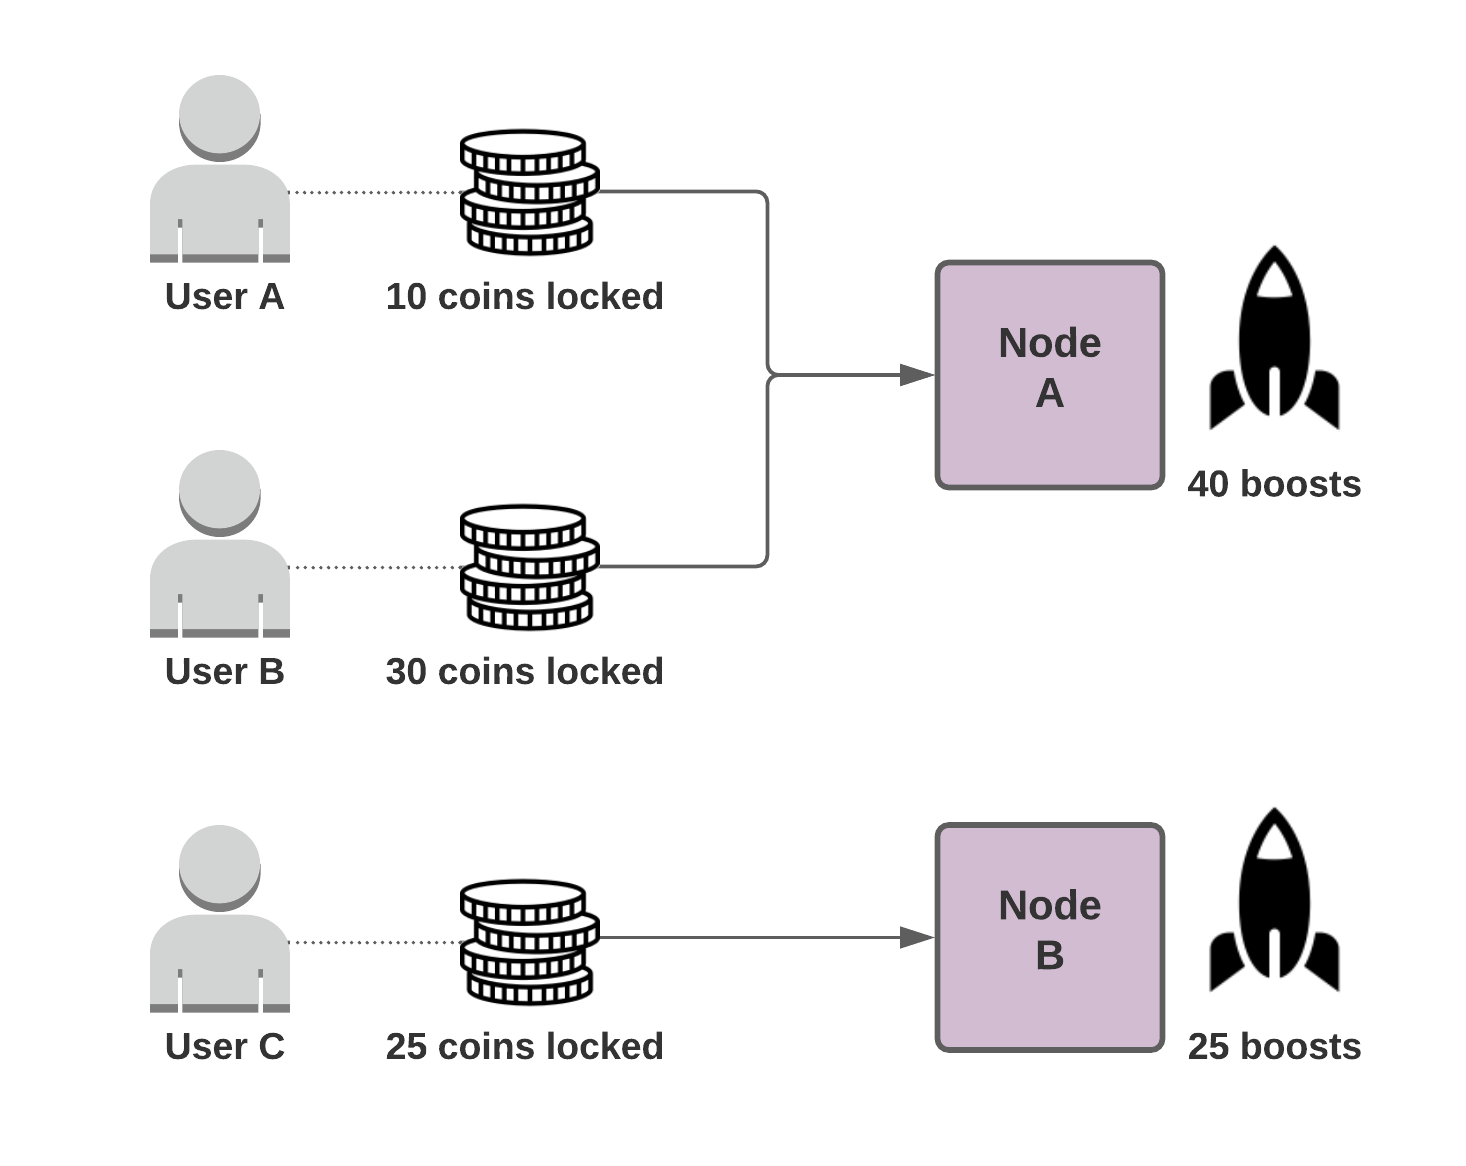 User A
10 coins locked
Node
A
40 boosts
User B
30 coins locked
User C
25 coins locked
Node
B
25 boosts